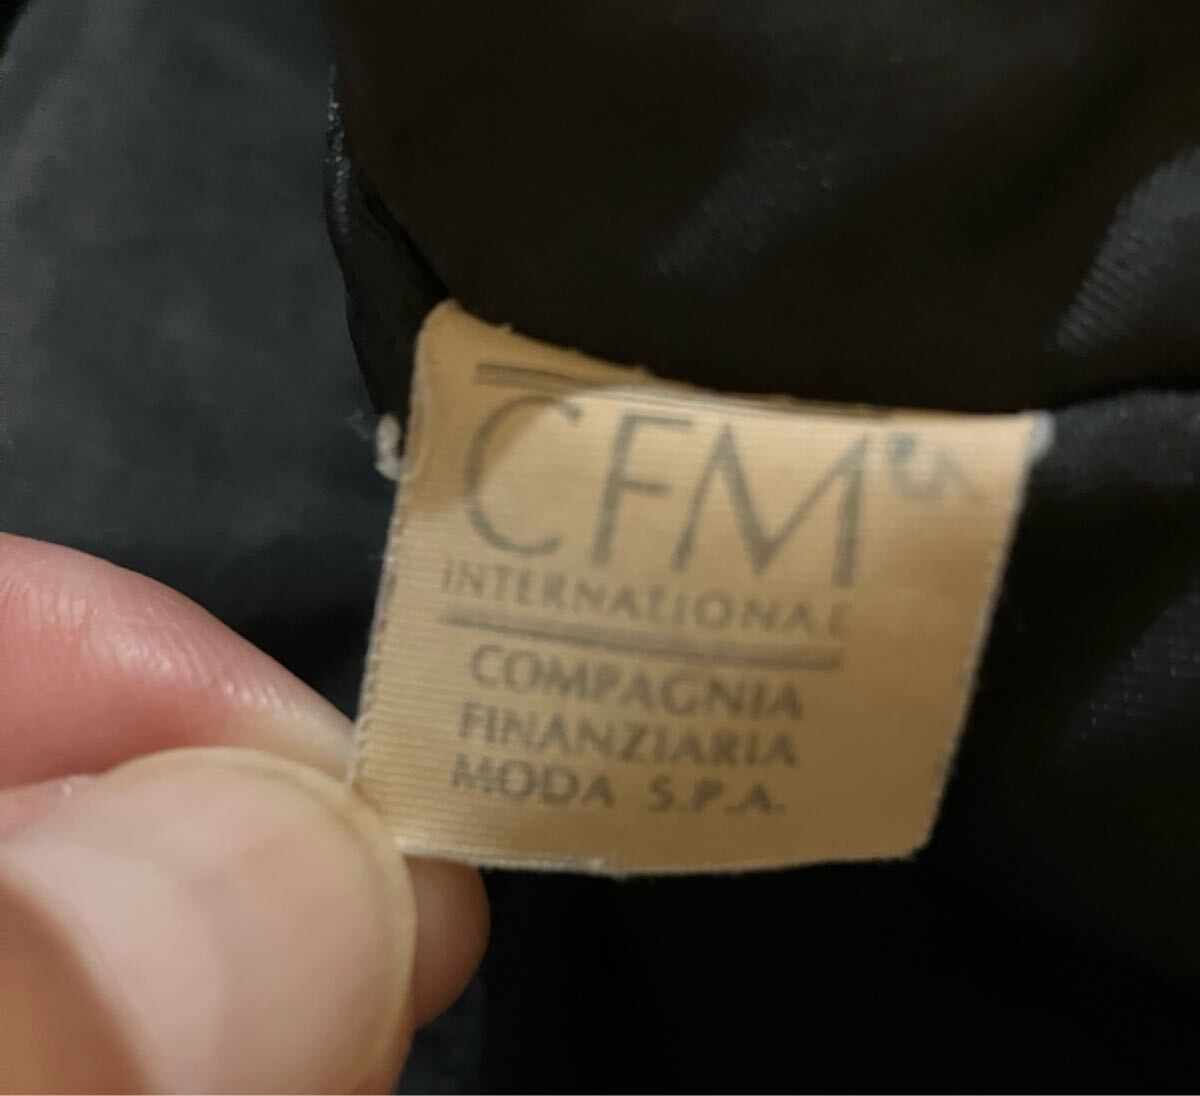 CFM
INTERNATIONAL
COMPAGNIA
FINANZIARIA
MODA S.P.A.